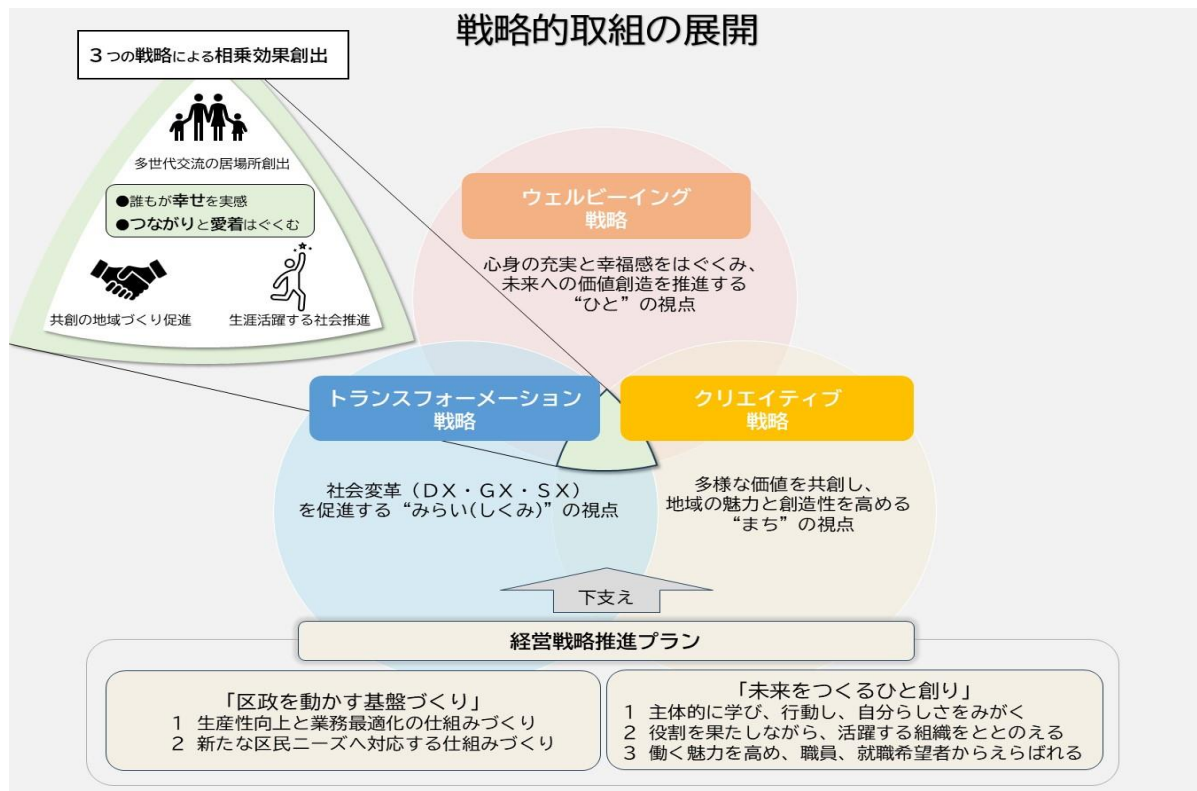 戦略的取組の展開
3つの戦略による相乗効果創出
多世代交流の居場所創出
●誰もが幸せを実感
●つながりと愛着はぐくむ
共創の地域づくり促進
生涯活躍する社会推進
ウェルビーイング
戦略
心身の充実と幸福感をはぐくみ、
未来への価値創造を推進する
“ひと”の視点
トランスフォーメーション
戦略
社会変革(DX・GX・SX)
を促進する“みらい(しくみ)”の視点
クリエイティブ
戦略
多様な価値を共創し、
地域の魅力と創造性を高める
“まち”の視点
下支え
経営戦略推進プラン
「区政を動かす基盤づくり」
1 生産性向上と業務最適化の仕組みづくり
2 新たな区民ニーズへ対応する仕組みづくり
「未来をつくるひと創り」
1 主体的に学び、行動し、自分らしさをみがく
2 役割を果たしながら、活躍する組織をととのえる
3 働く魅力を高め、職員、就職希望者からえらばれる